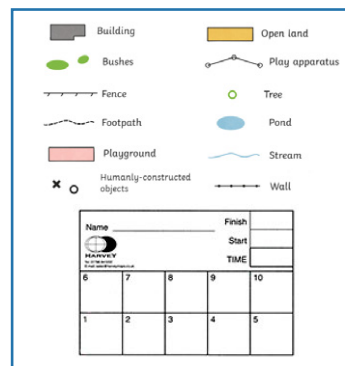 Building
Open land
Bushes
Play apparatus
Fence
Tree
Footpath
Pond
Playground
Stream
Humanly-constructed
objects
Wall
Name
Finish
Start
TIME
HARVEY
6 7 8 9 10
1 2 3 4 5